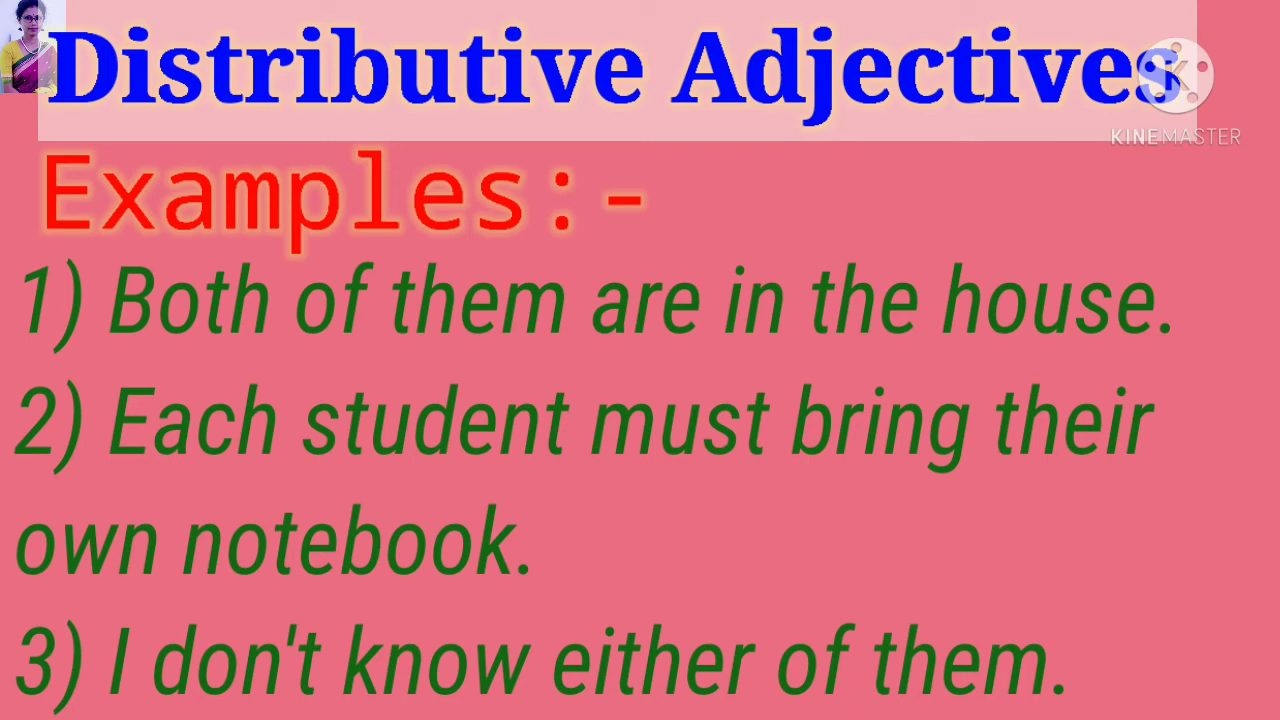 Distributive Adjectives
K
KINEMASTER
Examples:-
1) Both of them are in the house.
2) Each student must bring their
own notebook.
3) I don't know either of them.